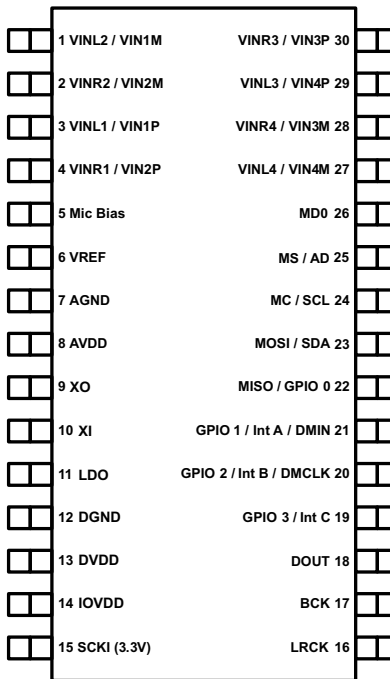 1 VINL2 / VIN1M
2 VINR2 / VIN2M
3 VINL1 / VIN1P
4 VINR1 / VIN2P
5 Mic Bias
6 VREF
7 AGND
8 AVDD
9 XO
10 XI
11 LDO
12 DGND
13 DVDD
14 IOVDD
15 SCKI (3.3V)
VINR3 / VIN3P 30
VINL3 / VIN4P 29
VINR4 / VIN3M 28
VINL4 / VIN4M 27
MD0 26
MS / AD 25
MC / SCL 24
MOSI / SDA 23
MISO / GPIO 0 22
GPIO 1 / Int A / DMIN 21
GPIO 2 / Int B / DMCLK 20
GPIO 3 / Int C 19
DOUT 18
BCK 17
LRCK 16